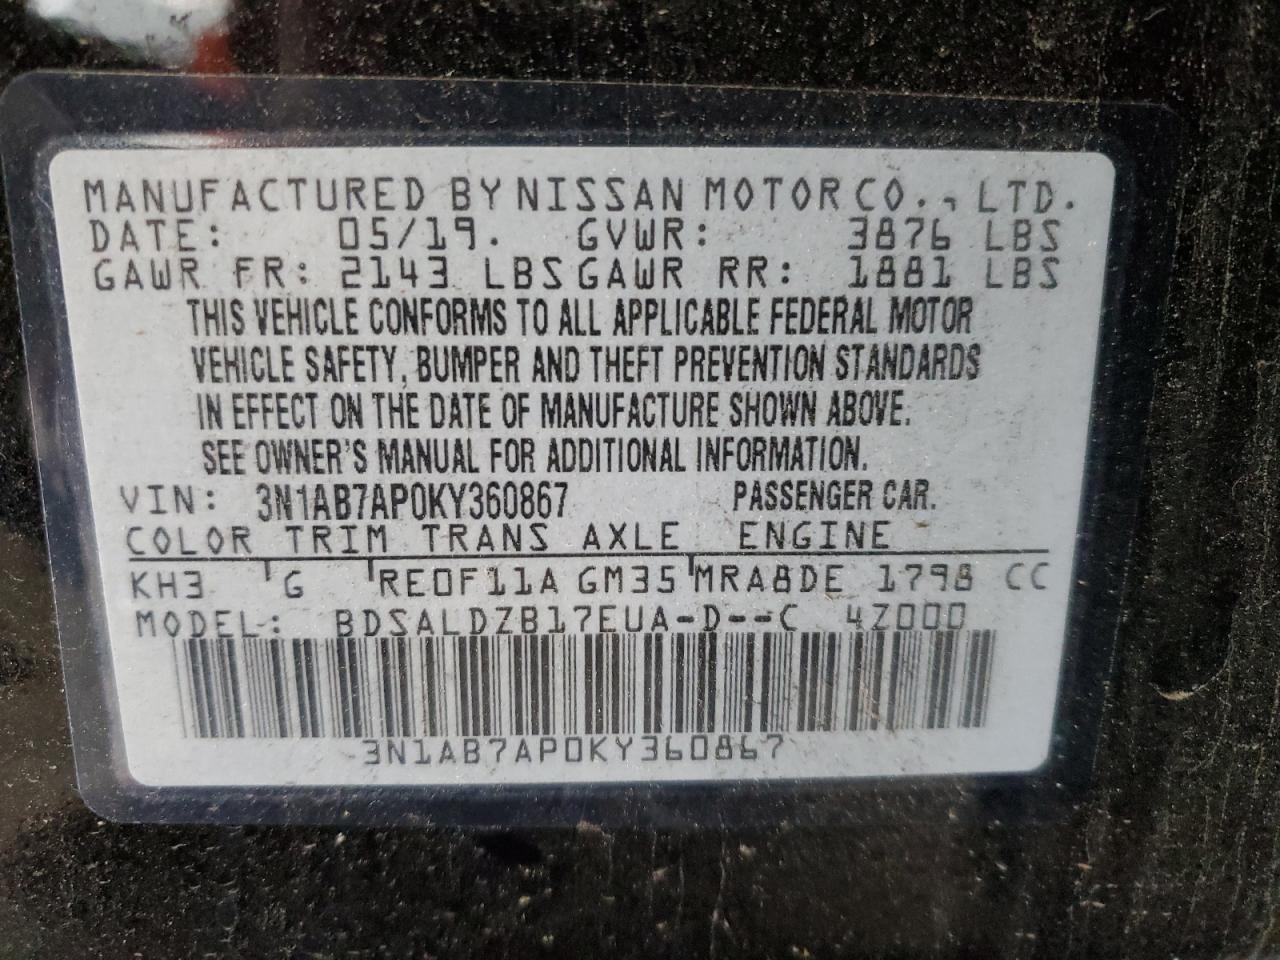 MANUFACTURED BY NISSAN MOTOR CO., LTD.
DATE: 05/19. GVWR: 3876 LBS
GAWR FR: 2143 LBS GAWR RR: 1881 LBS
THIS VEHICLE CONFORMS TO ALL APPLICABLE FEDERAL MOTOR
VEHICLE SAFETY, BUMPER AND THEFT PREVENTION STANDARDS
IN EFFECT ON THE DATE OF MANUFACTURE SHOWN ABOVE.
SEE OWNER'S MANUAL FOR ADDITIONAL INFORMATION.
VIN: 3N1AB7AP0KY360867 PASSENGER CAR.
COLOR TRIM TRANS AXLE ENGINE
KH3 G RE0F11A GM35 MRA8DE 1798 CC
MODEL: BDSALDZB17EUA-D--C 4Z000
3N1AB7AP0KY360867